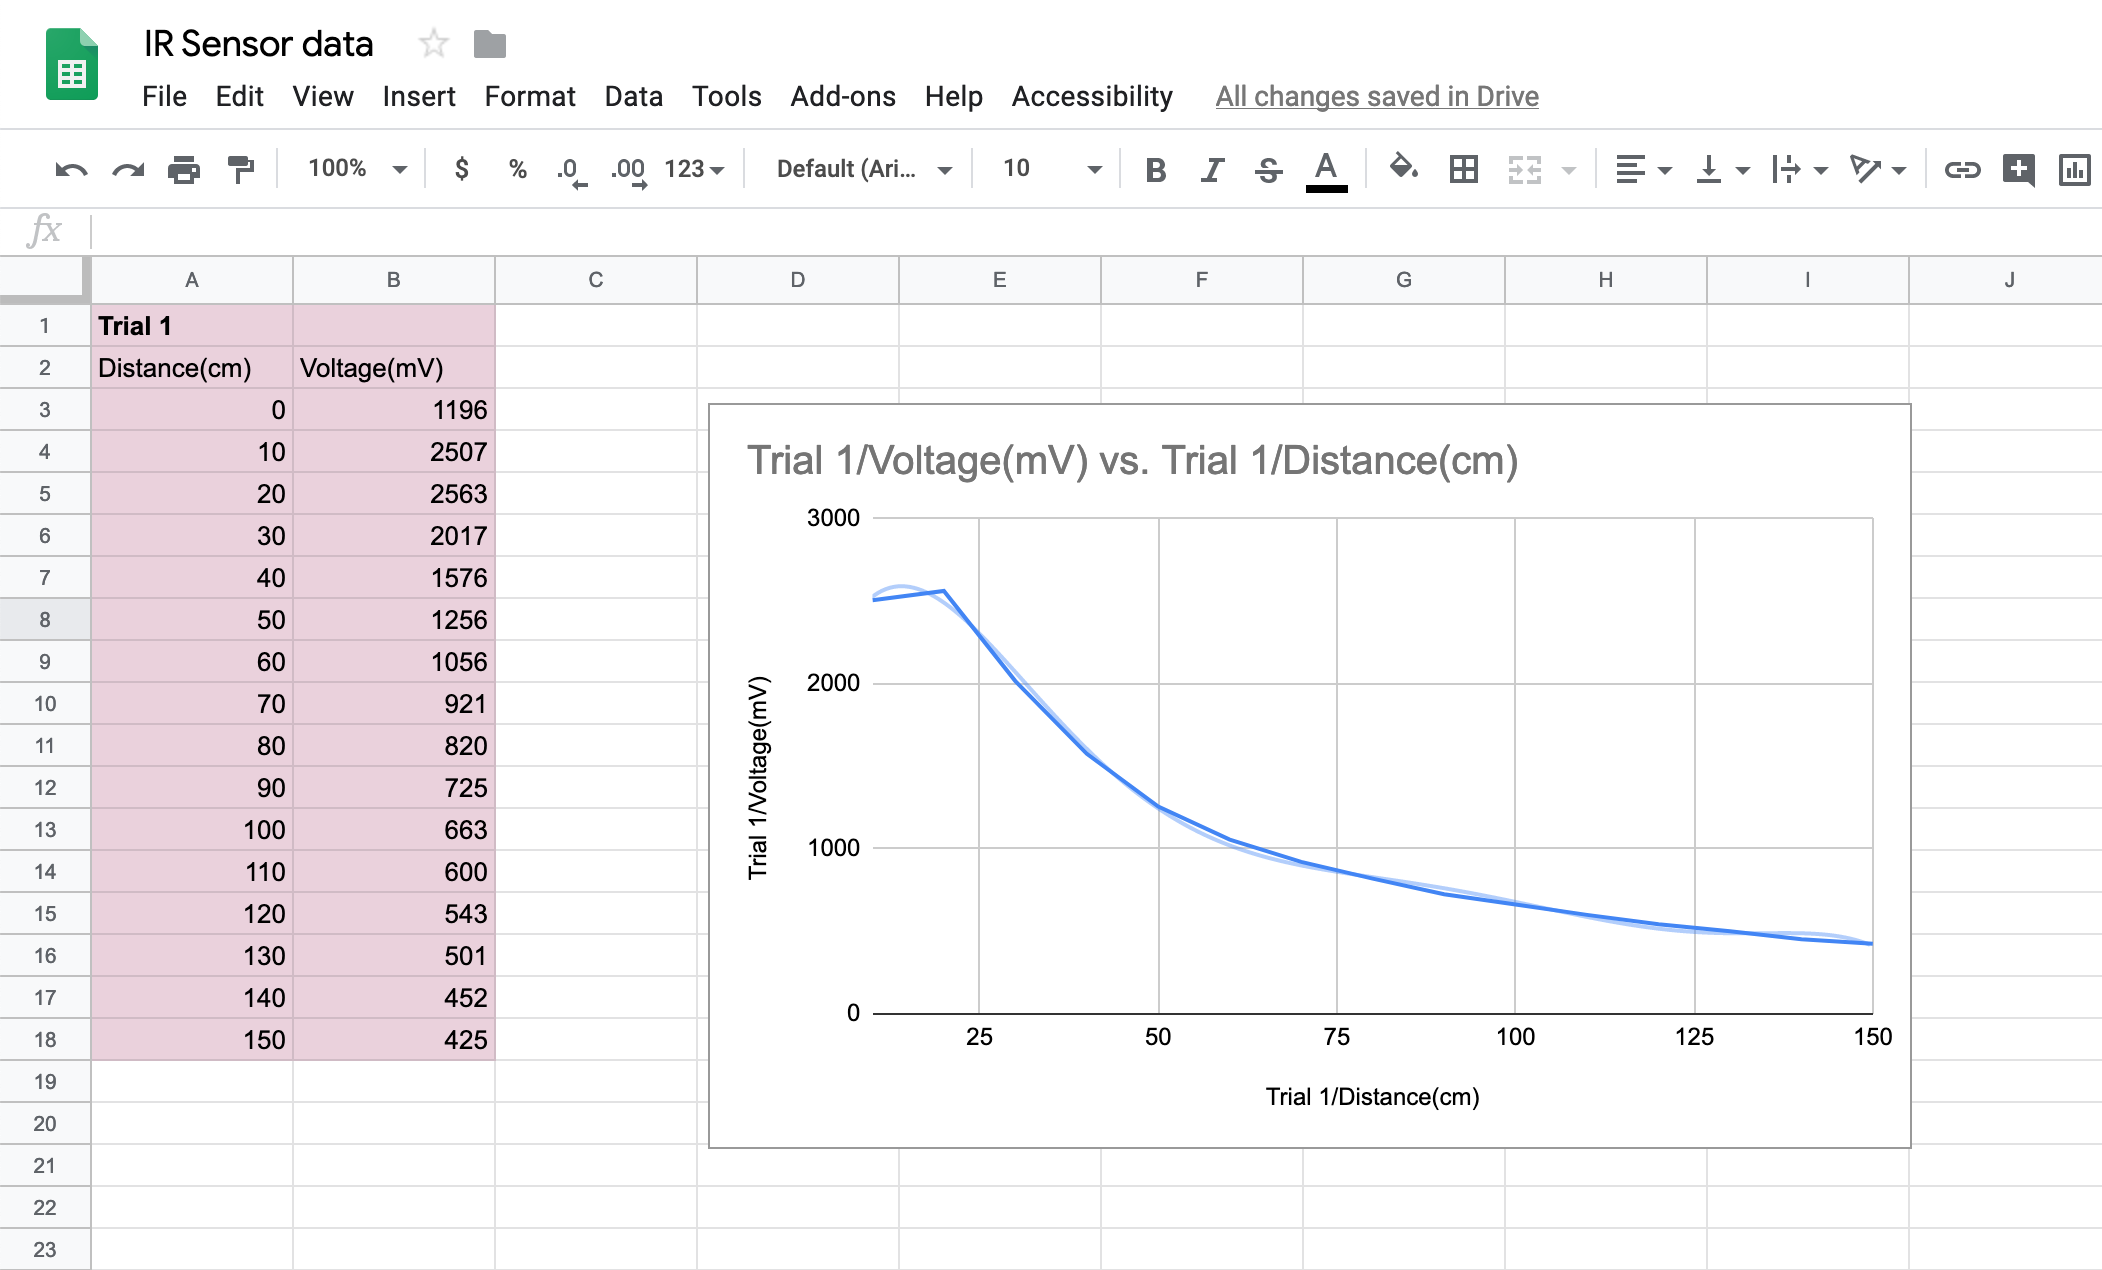 IR Sensor data
File Edit View Insert Format Data Tools Add-ons Help Accessibility All changes saved in Drive
100% $ % .0 .00 123 Default (Ari... 10 B I S A
fx
A B C D E F G H I J
1 Trial 1
2 Distance(cm) Voltage(mV)
3 0 1196
4 10 2507
5 20 2563
6 30 2017
7 40 1576
8 50 1256
9 60 1056
10 70 921
11 80 820
12 90 725
13 100 663
14 110 600
15 120 543
16 130 501
17 140 452
18 150 425
19
20
21
22
23
Trial 1/Voltage(mV) vs. Trial 1/Distance(cm)
3000
2000
1000
0
Trial 1/Voltage(mV)
25 50 75 100 125 150
Trial 1/Distance(cm)